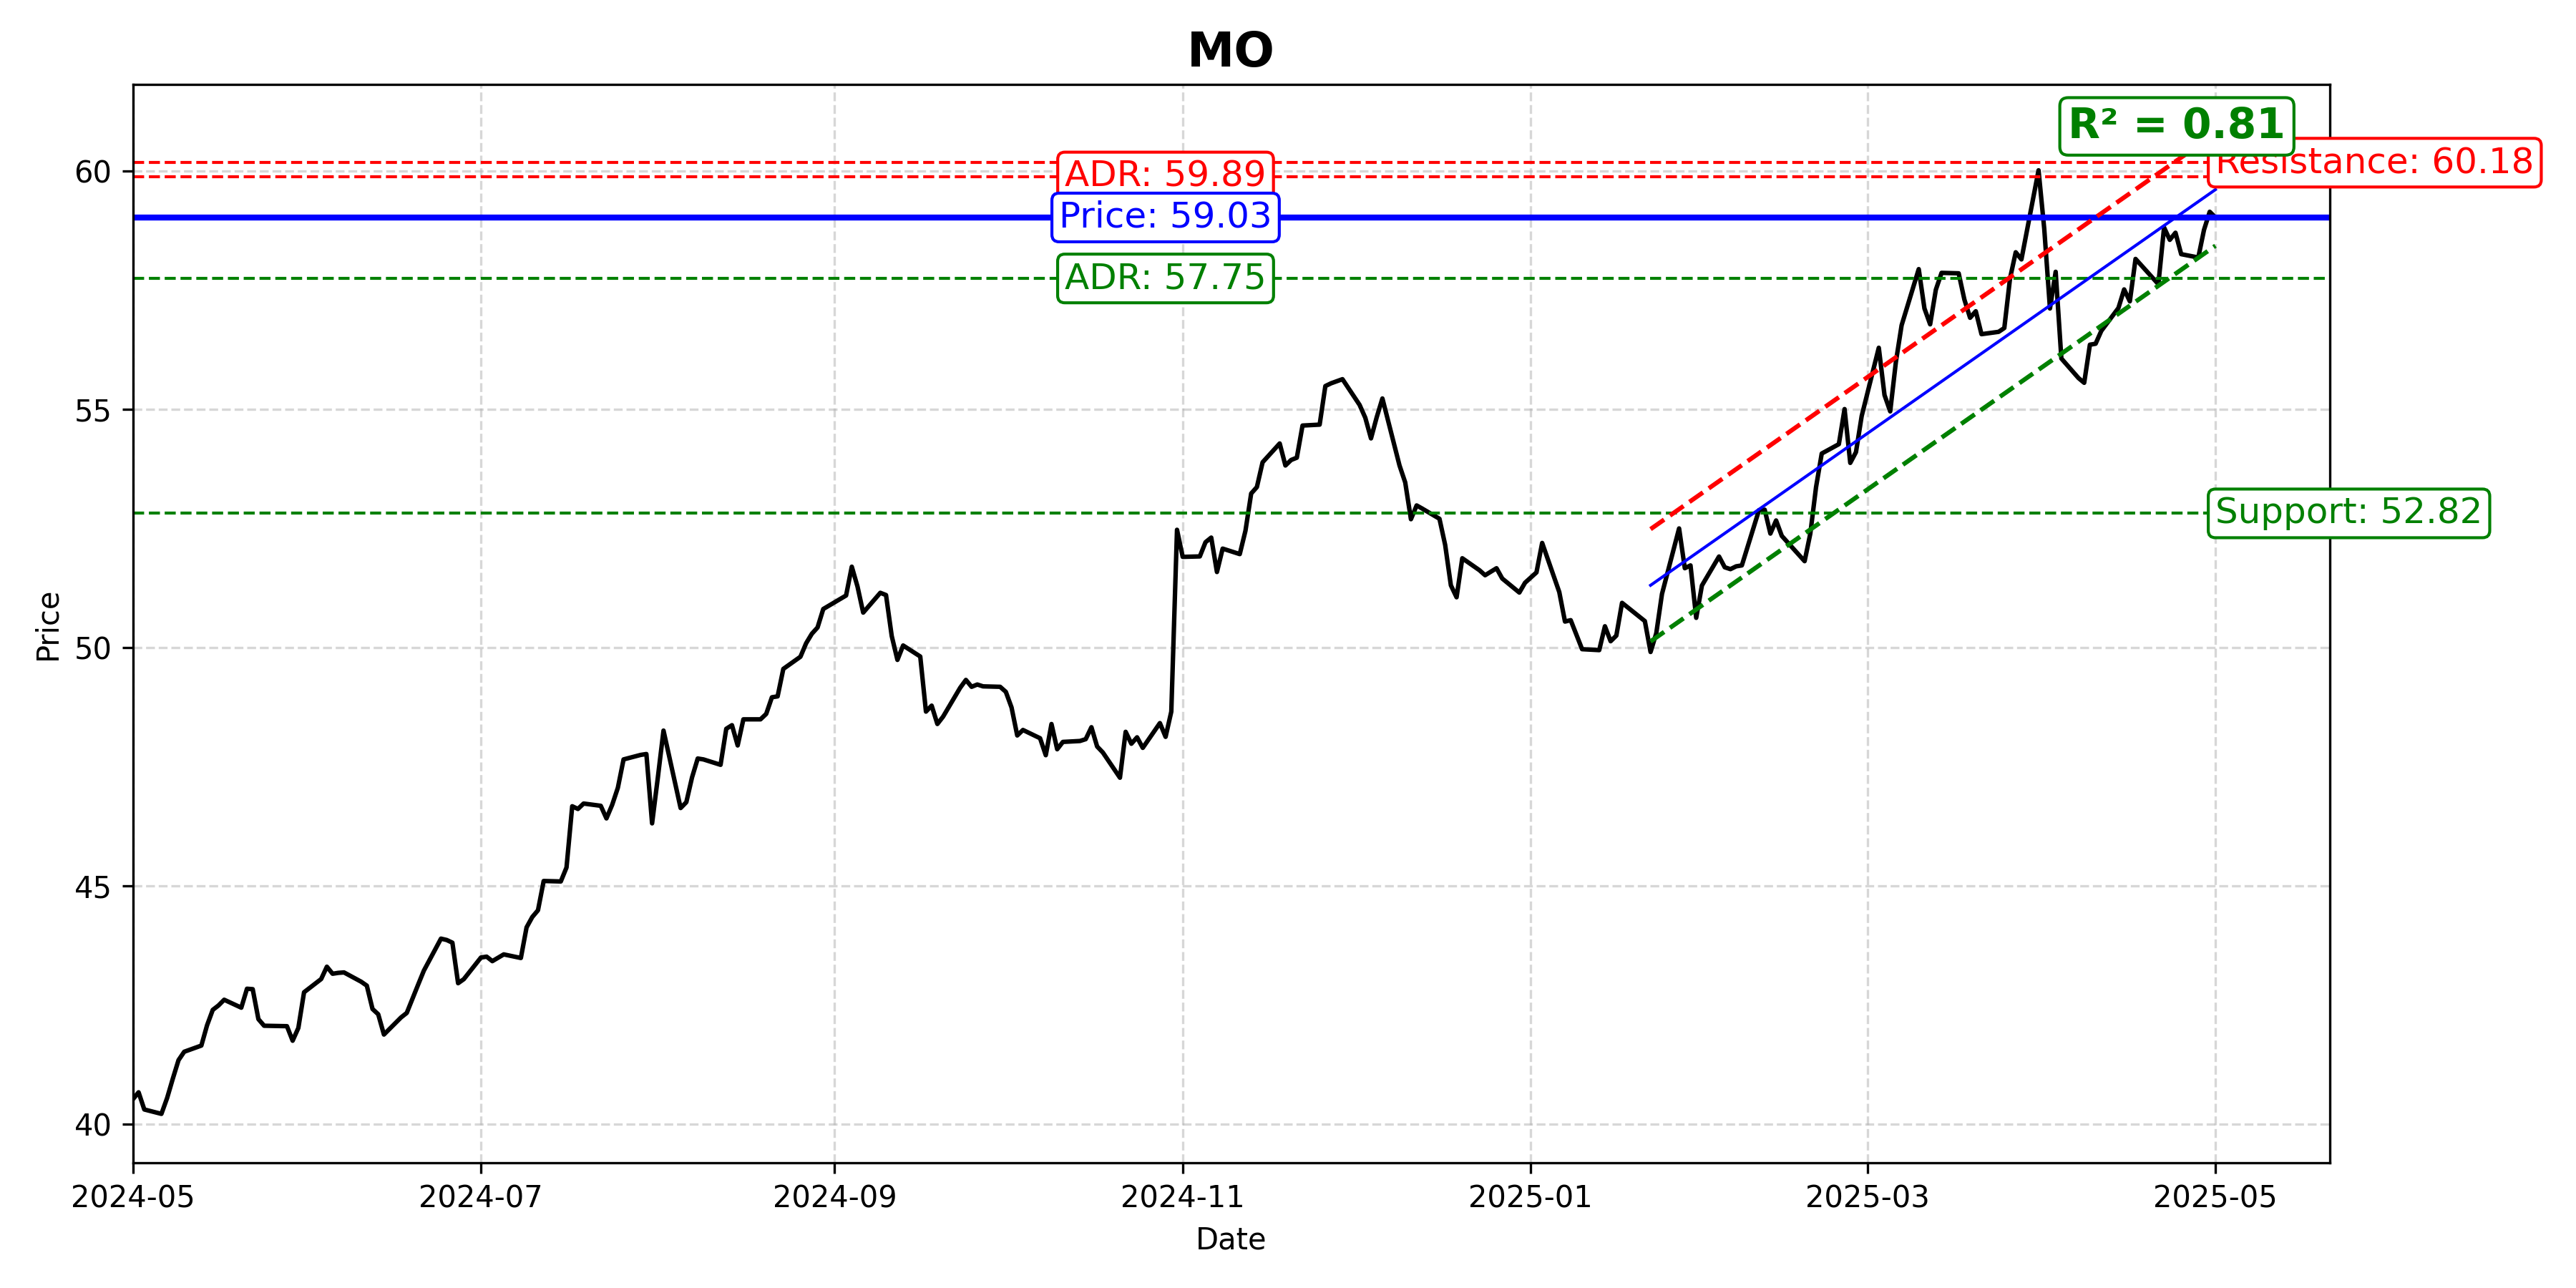 MO
R² = 0.81
Resistance: 60.18
ADR: 59.89
Price: 59.03
ADR: 57.75
Support: 52.82
60
55
50
45
40
Price
2024-05
2024-07
2024-09
2024-11
2025-01
2025-03
2025-05
Date